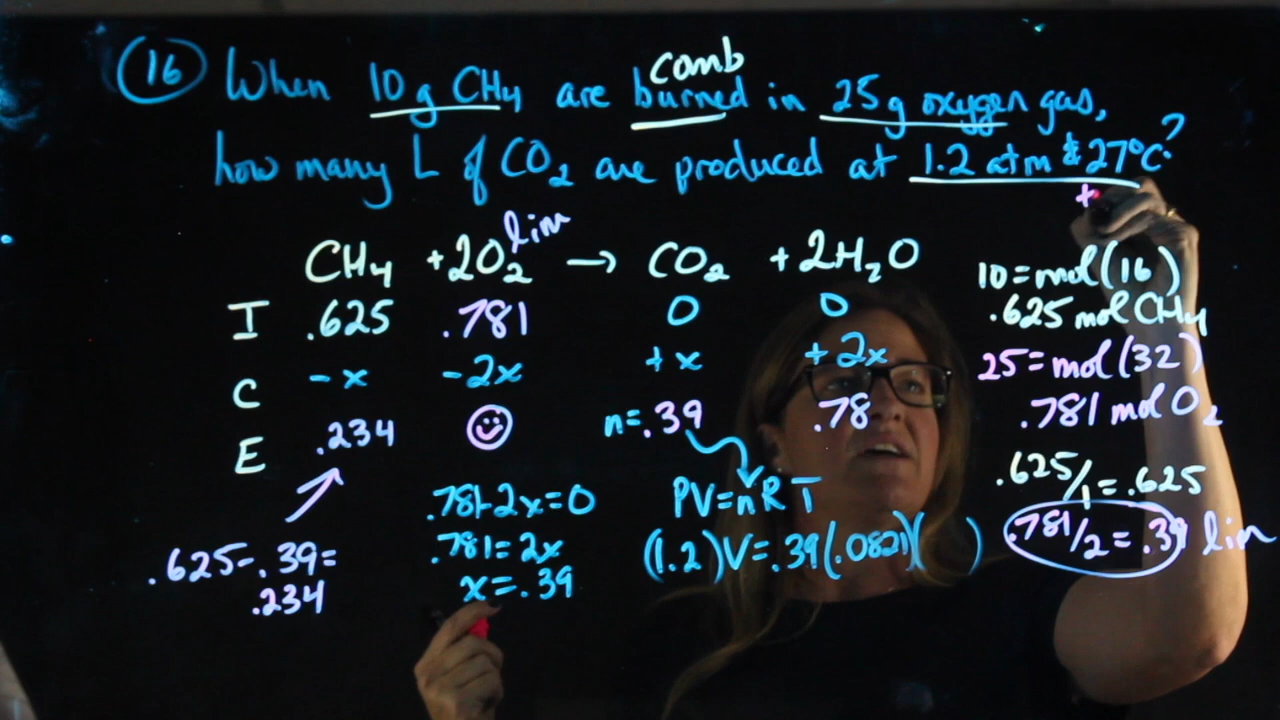 (16) When 10 g CH₄ are burned in 25 g oxygen gas,
comb
how many L of CO₂ are produced at 1.2 atm & 27°C?
+
lim
CH₄ + 2O₂ → CO₂ + 2H₂O
I .625 .781 0 0
C -x -2x +x +2x
E .234 ☺ n=.39 .78
.625-.39=
.234
.781-2x=0
.781=2x
x=.39
PV=nRT
(1.2)V=.39(.0821)( )
10=mol(16)
.625 mol CH₄
25=mol(32)
.781 mol O₂
.625/1=.625
.781/2=.39 lim